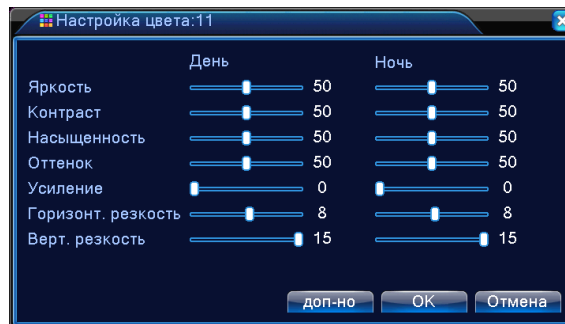 Настройка цвета:11
День Ночь
Яркость 50 50
Контраст 50 50
Насыщенность 50 50
Оттенок 50 50
Усиление 0 0
Горизонт. резкость 8 8
Верт. резкость 15 15
доп-но OK Отмена